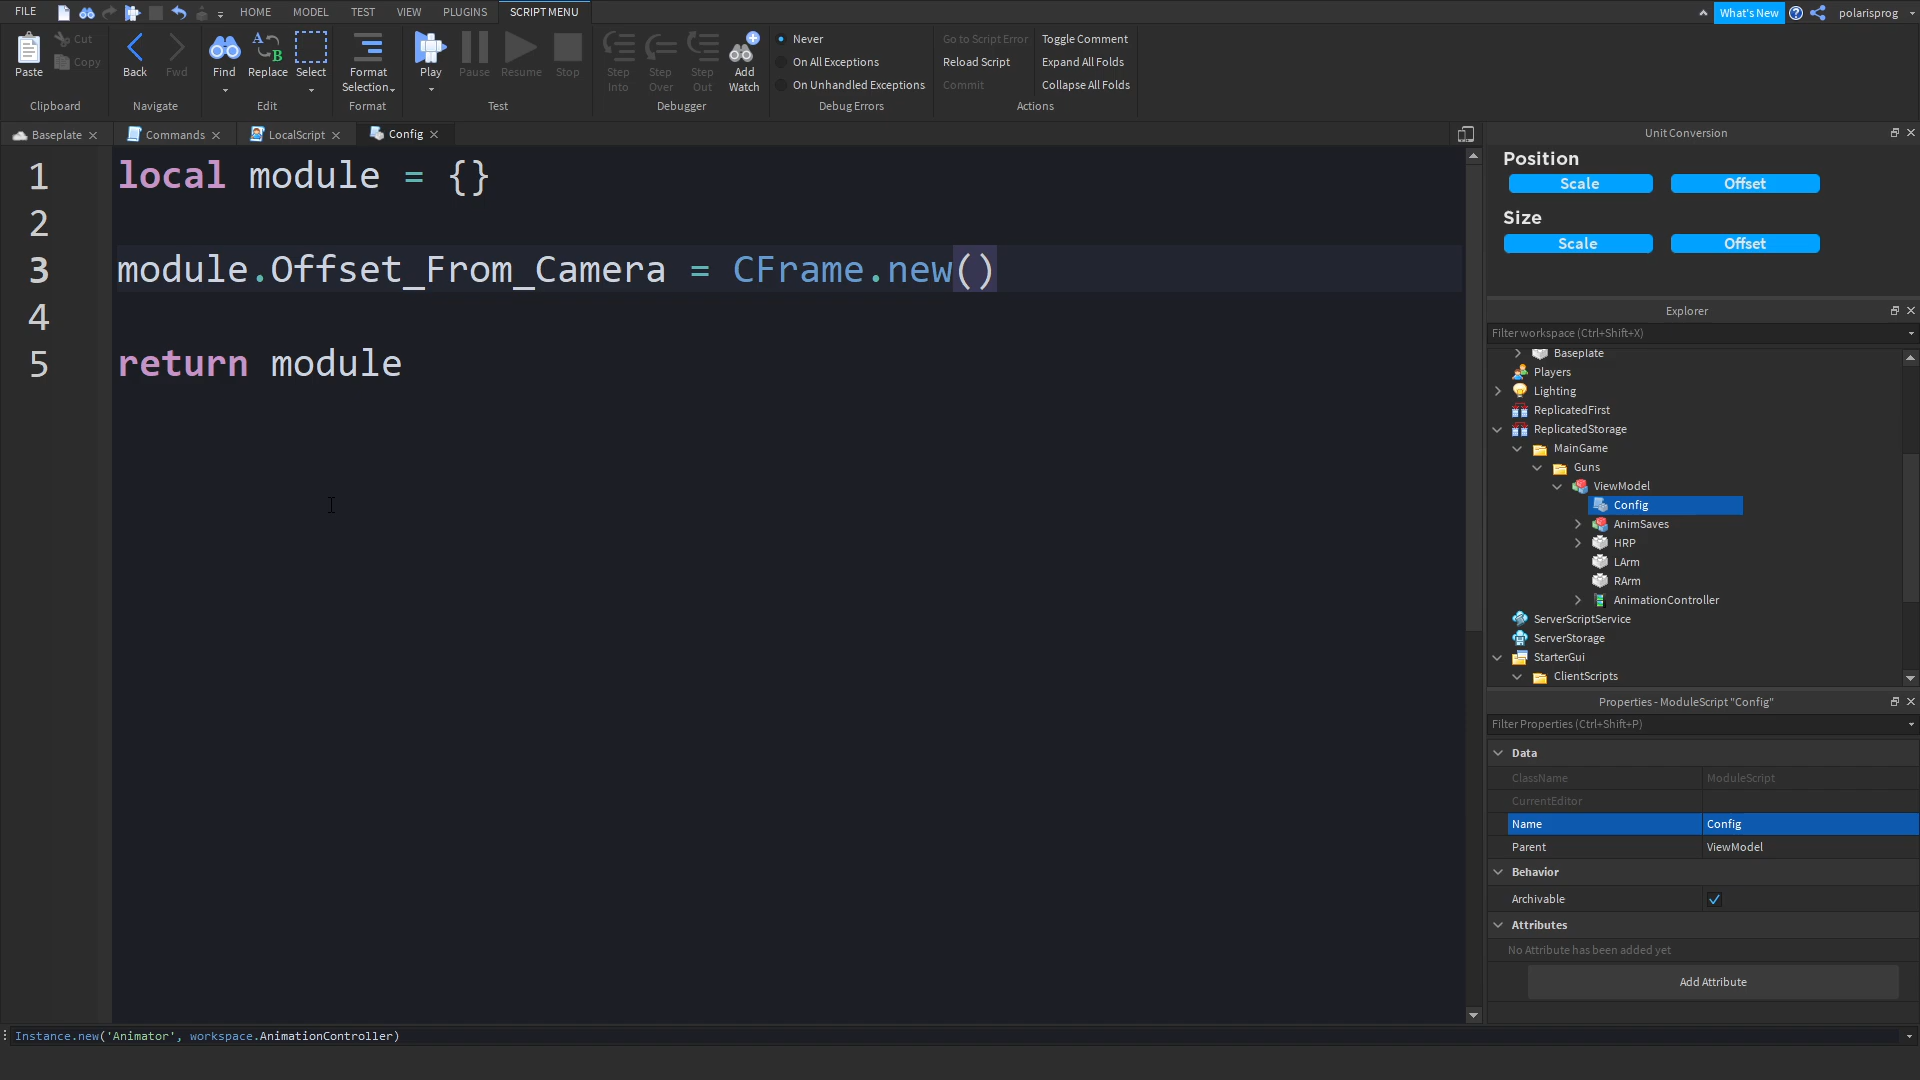 FILE HOME MODEL TEST VIEW PLUGINS SCRIPT MENU What's New polarisprog
Paste Cut Copy Clipboard
Back Fwd Navigate
Find Replace Select Edit
Format Selection Format
Play Pause Resume Stop Test
Step Into Step Over Step Out Add Watch Debugger
Never
On All Exceptions
On Unhandled Exceptions
Debug Errors
Go to Script Error Toggle Comment
Reload Script Expand All Folds
Commit Collapse All Folds
Actions
Baseplate Commands LocalScript Config
1 local module = {}
2
3 module.Offset_From_Camera = CFrame.new()
4
5 return module
Unit Conversion
Position
Scale Offset
Size
Scale Offset
Explorer
Filter workspace (Ctrl+Shift+X)
Baseplate
Players
Lighting
ReplicatedFirst
ReplicatedStorage
MainGame
Guns
ViewModel
Config
AnimSaves
HRP
LArm
RArm
AnimationController
ServerScriptService
ServerStorage
StarterGui
ClientScripts
Properties - ModuleScript "Config"
Filter Properties (Ctrl+Shift+P)
Data
ClassName ModuleScript
CurrentEditor
Name Config
Parent ViewModel
Behavior
Archivable
Attributes
No Attribute has been added yet
Add Attribute
Instance.new('Animator', workspace.AnimationController)